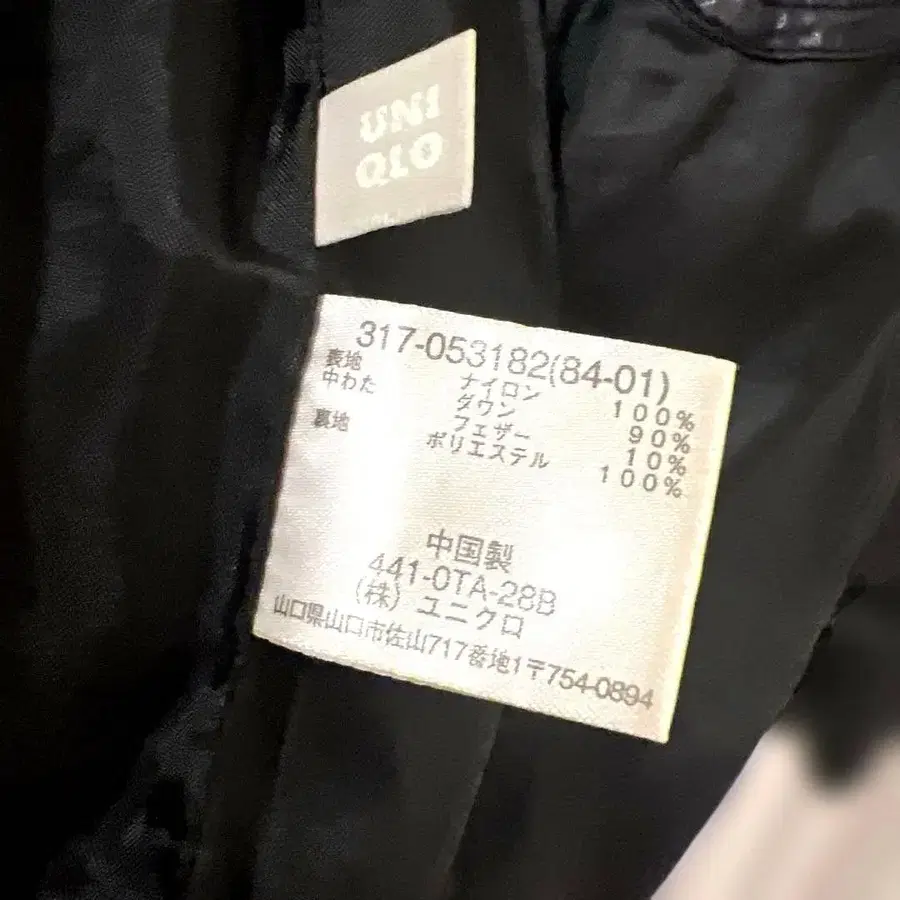 UNI
QLO
317-053182(84-01)
表地 ナイロン 100%
中わた ダウン 90%
フェザー 10%
裏地 ポリエステル 100%
中国製
441-0TA-28B
(株) ユニクロ
山口県山口市佐山717番地1〒754-0894